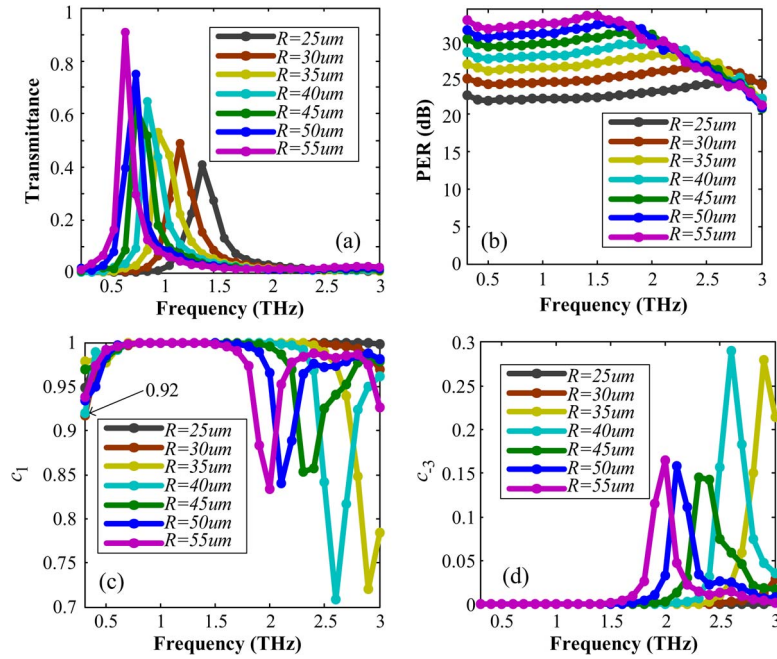 1
0.8
0.6
0.4
0.2
0
Transmittance
R=25um
R=30um
R=35um
R=40um
R=45um
R=50um
R=55um
(a)
0.5 1 1.5 2 2.5 3
Frequency (THz)
30
25
20
15
10
5
0
PER (dB)
R=25um
R=30um
R=35um
R=40um
R=45um
R=50um
R=55um
(b)
0.5 1 1.5 2 2.5 3
Frequency (THz)
1
0.95
0.9
0.85
0.8
0.75
0.7
c1
0.92
R=25um
R=30um
R=35um
R=40um
R=45um
R=50um
R=55um
(c)
0.5 1 1.5 2 2.5 3
Frequency (THz)
0.3
0.25
0.2
0.15
0.1
0.05
0
c-3
R=25um
R=30um
R=35um
R=40um
R=45um
R=50um
R=55um
(d)
0.5 1 1.5 2 2.5 3
Frequency (THz)